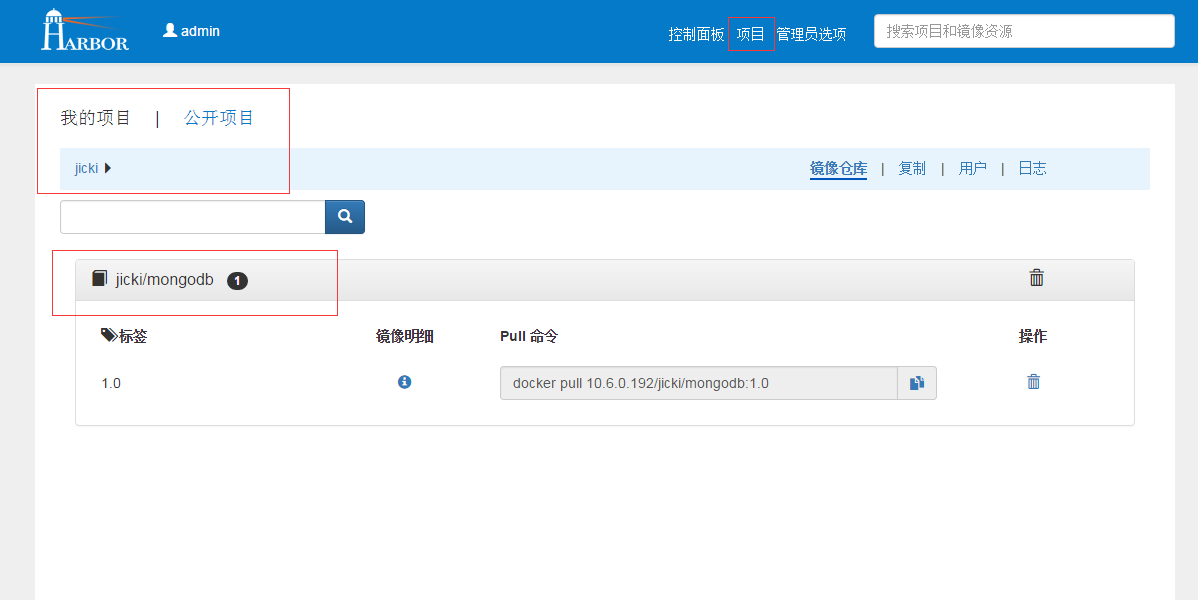 HARBOR admin 控制面板 项目 管理员选项 搜索项目和镜像资源
我的项目 | 公开项目
jicki 镜像仓库 | 复制 | 用户 | 日志
jicki/mongodb 1
标签 镜像明细 Pull 命令 操作
1.0 docker pull 10.6.0.192/jicki/mongodb:1.0